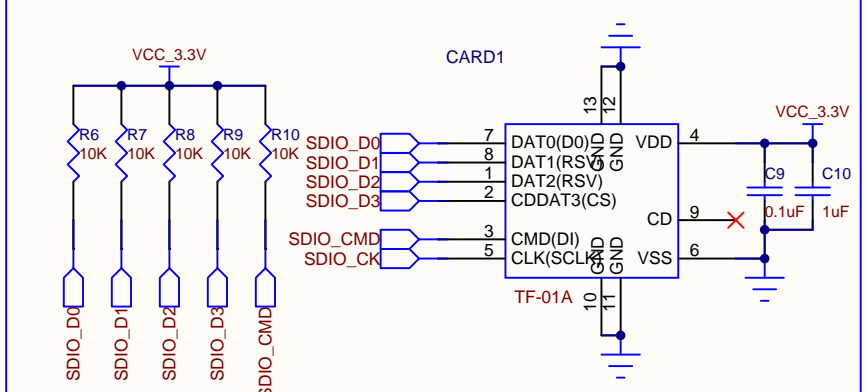 VCC_3.3V
R6
10K
R7
10K
R8
10K
R9
10K
R10
10K
SDIO_D0
SDIO_D1
SDIO_D2
SDIO_D3
SDIO_CMD
CARD1
13
12
GND
GND
SDIO_D0
7
DAT0(D0)
SDIO_D1
8
DAT1(RSV)
SDIO_D2
1
DAT2(RSV)
SDIO_D3
2
CDDAT3(CS)
SDIO_CMD
3
CMD(DI)
SDIO_CK
5
CLK(SCLK)
VDD
4
CD
9
VSS
6
GND
GND
10
11
TF-01A
VCC_3.3V
C9
0.1uF
C10
1uF